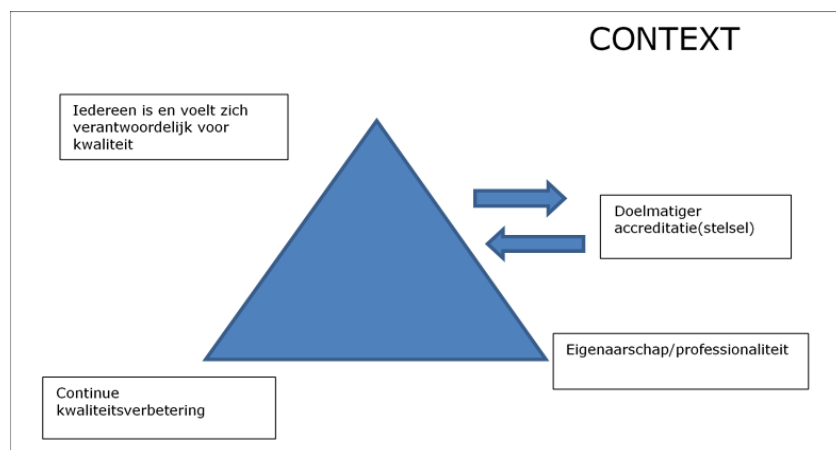 CONTEXT
Iedereen is en voelt zich
verantwoordelijk voor
kwaliteit
Doelmatiger
accreditatie(stelsel)
Eigenaarschap/professionaliteit
Continue
kwaliteitsverbetering